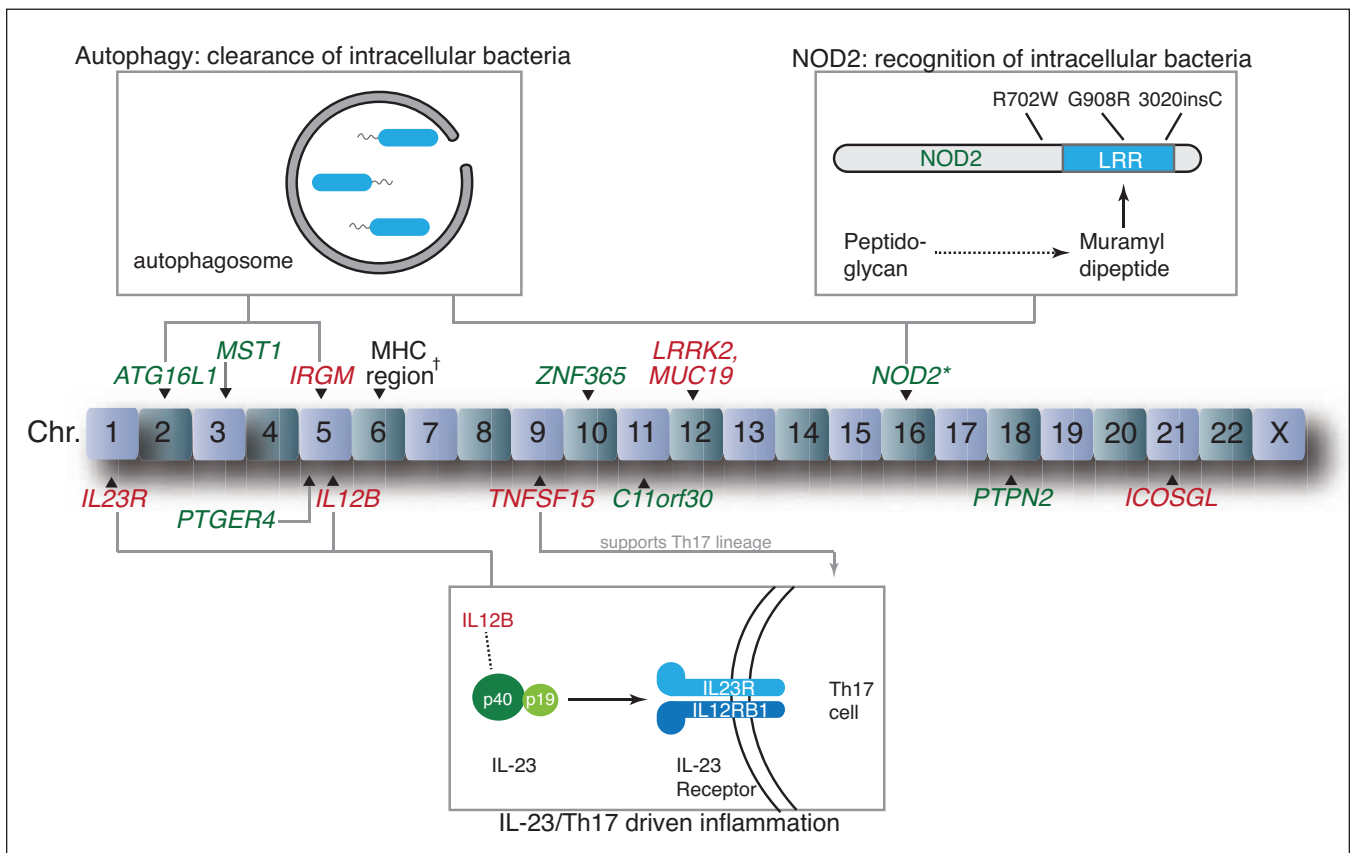 Autophagy: clearance of intracellular bacteria
autophagosome
NOD2: recognition of intracellular bacteria
R702W G908R 3020insC
NOD2 LRR
Peptido-
glycan
Muramyl
dipeptide
MST1
ATG16L1
IRGM
MHC
region†
ZNF365
LRRK2,
MUC19
NOD2*
Chr. 1 2 3 4 5 6 7 8 9 10 11 12 13 14 15 16 17 18 19 20 21 22 X
IL23R
PTGER4
IL12B
TNFSF15
C11orf30
PTPN2
ICOSGL
supports Th17 lineage
IL12B
p40 p19
IL-23
IL23R
IL12RB1
IL-23
Receptor
Th17
cell
IL-23/Th17 driven inflammation